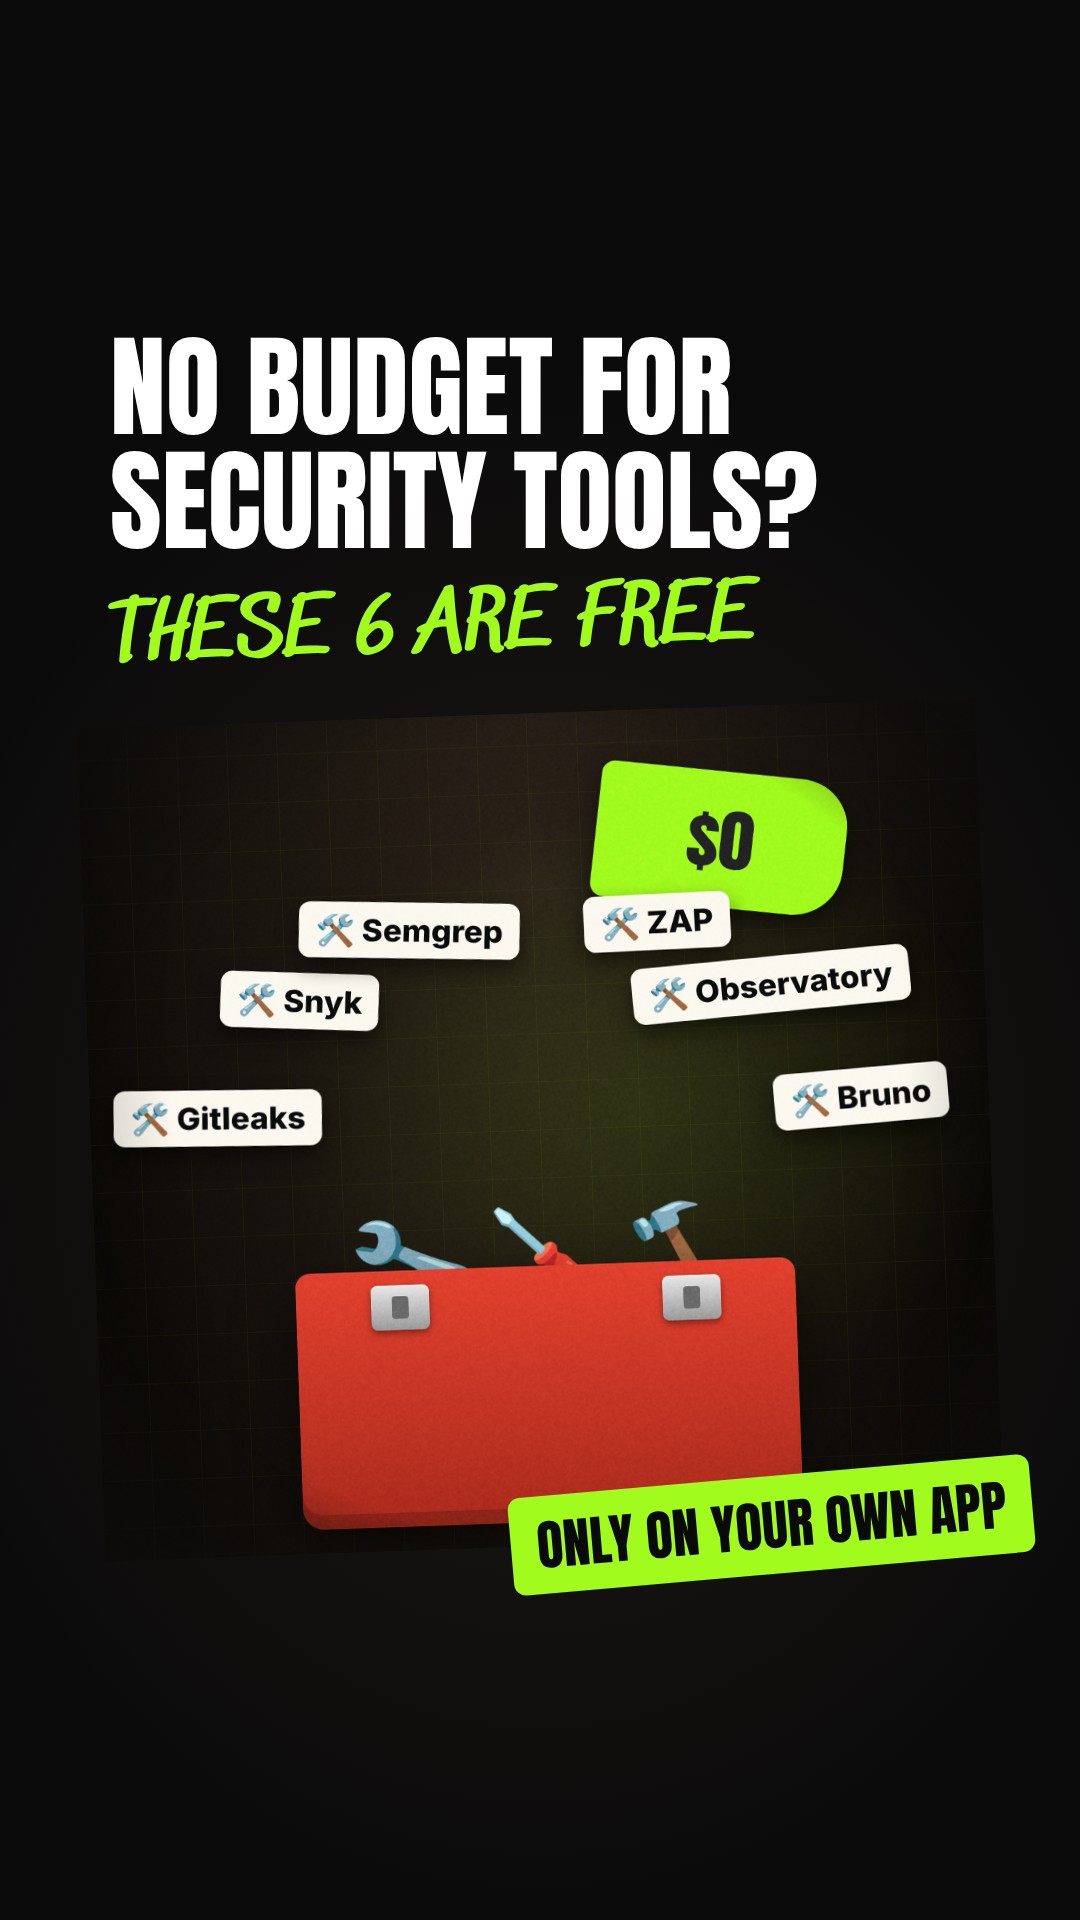 NO BUDGET FOR
SECURITY TOOLS?
THESE 6 ARE FREE
$0
Semgrep
ZAP
Snyk
Observatory
Gitleaks
Bruno
ONLY ON YOUR OWN APP